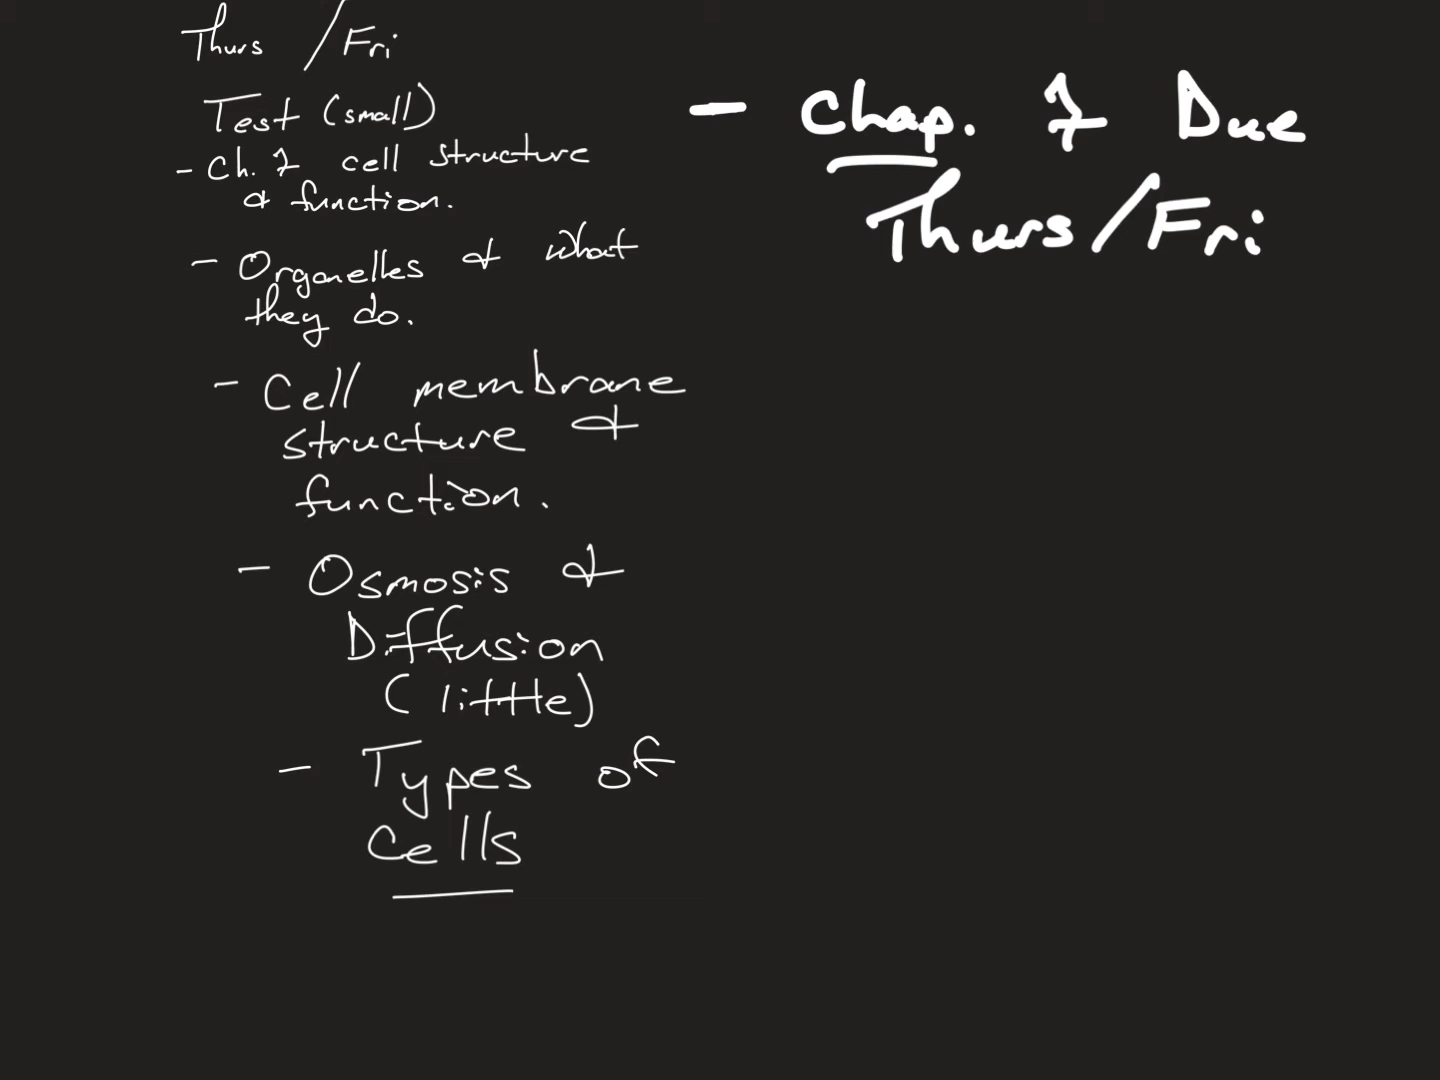 Thurs / Fri
Test (small)
- Ch. 7 cell structure
& function.
- Organelles & what
they do.
- Cell membrane
structure &
function.
- Osmosis &
Diffusion
(little)
- Types of
Cells
- Chap. 7 Due
Thurs/Fri